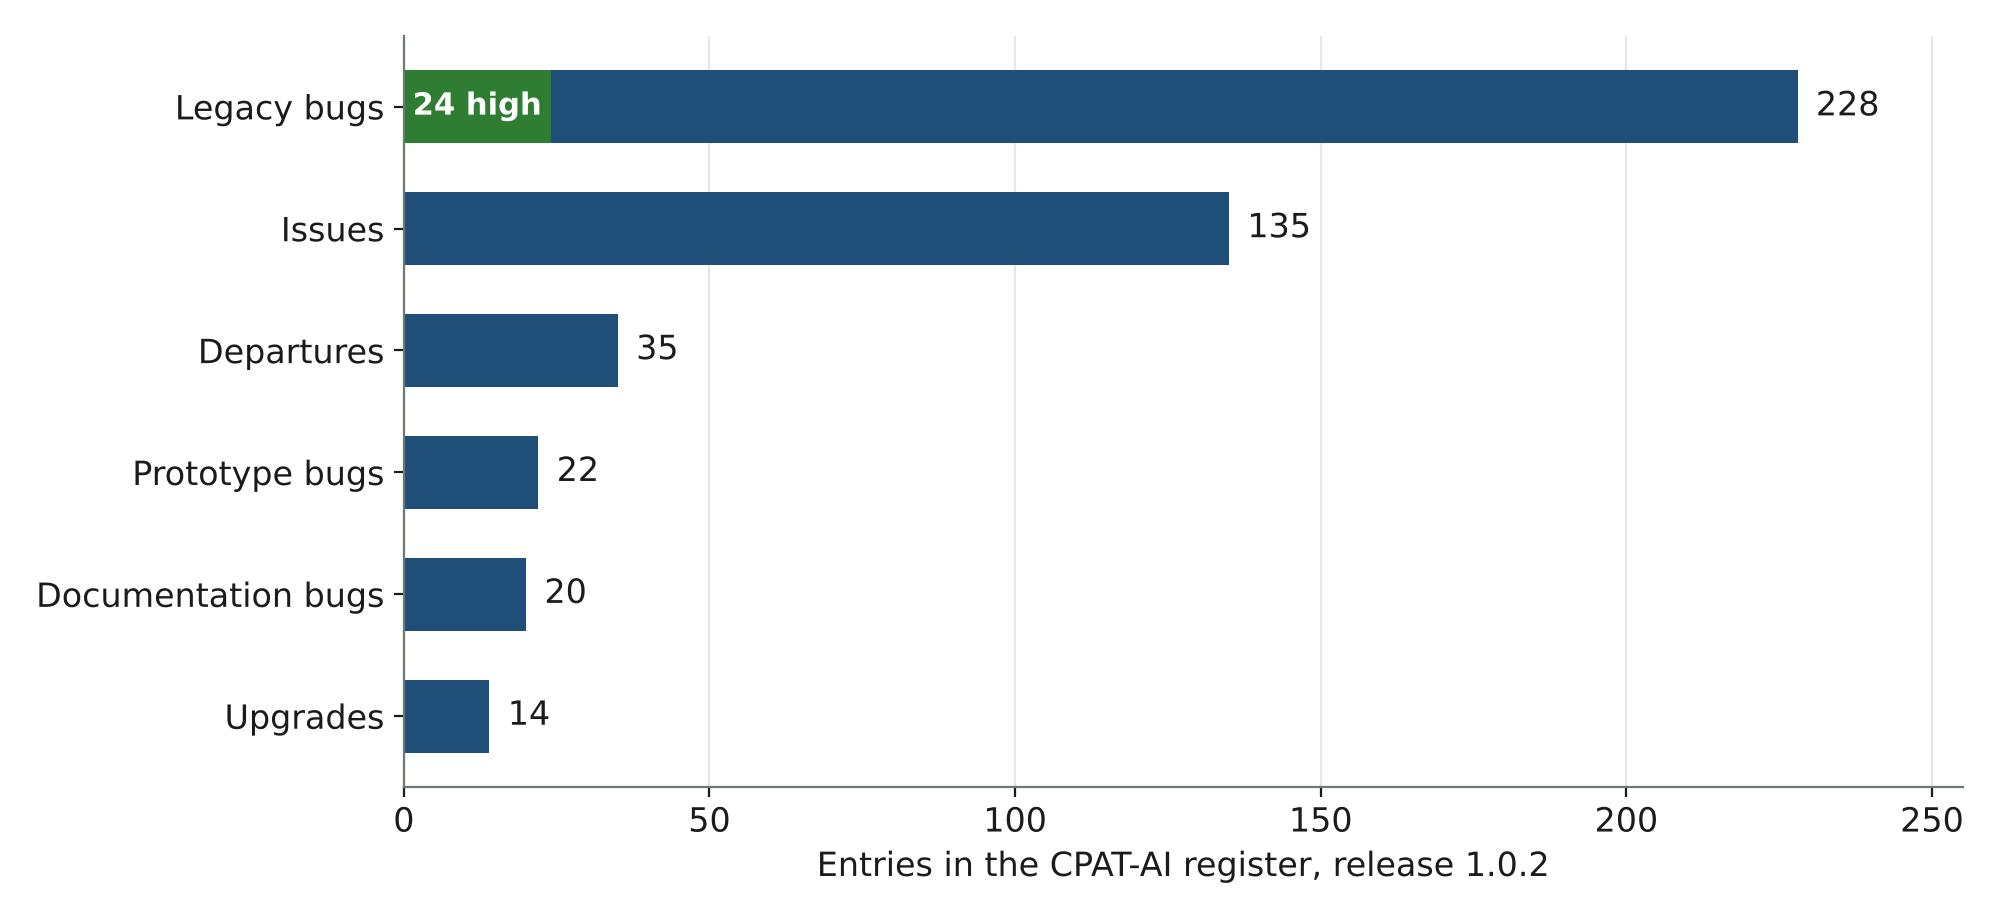 Legacy bugs 24 high 228
Issues 135
Departures 35
Prototype bugs 22
Documentation bugs 20
Upgrades 14
0 50 100 150 200 250
Entries in the CPAT-AI register, release 1.0.2